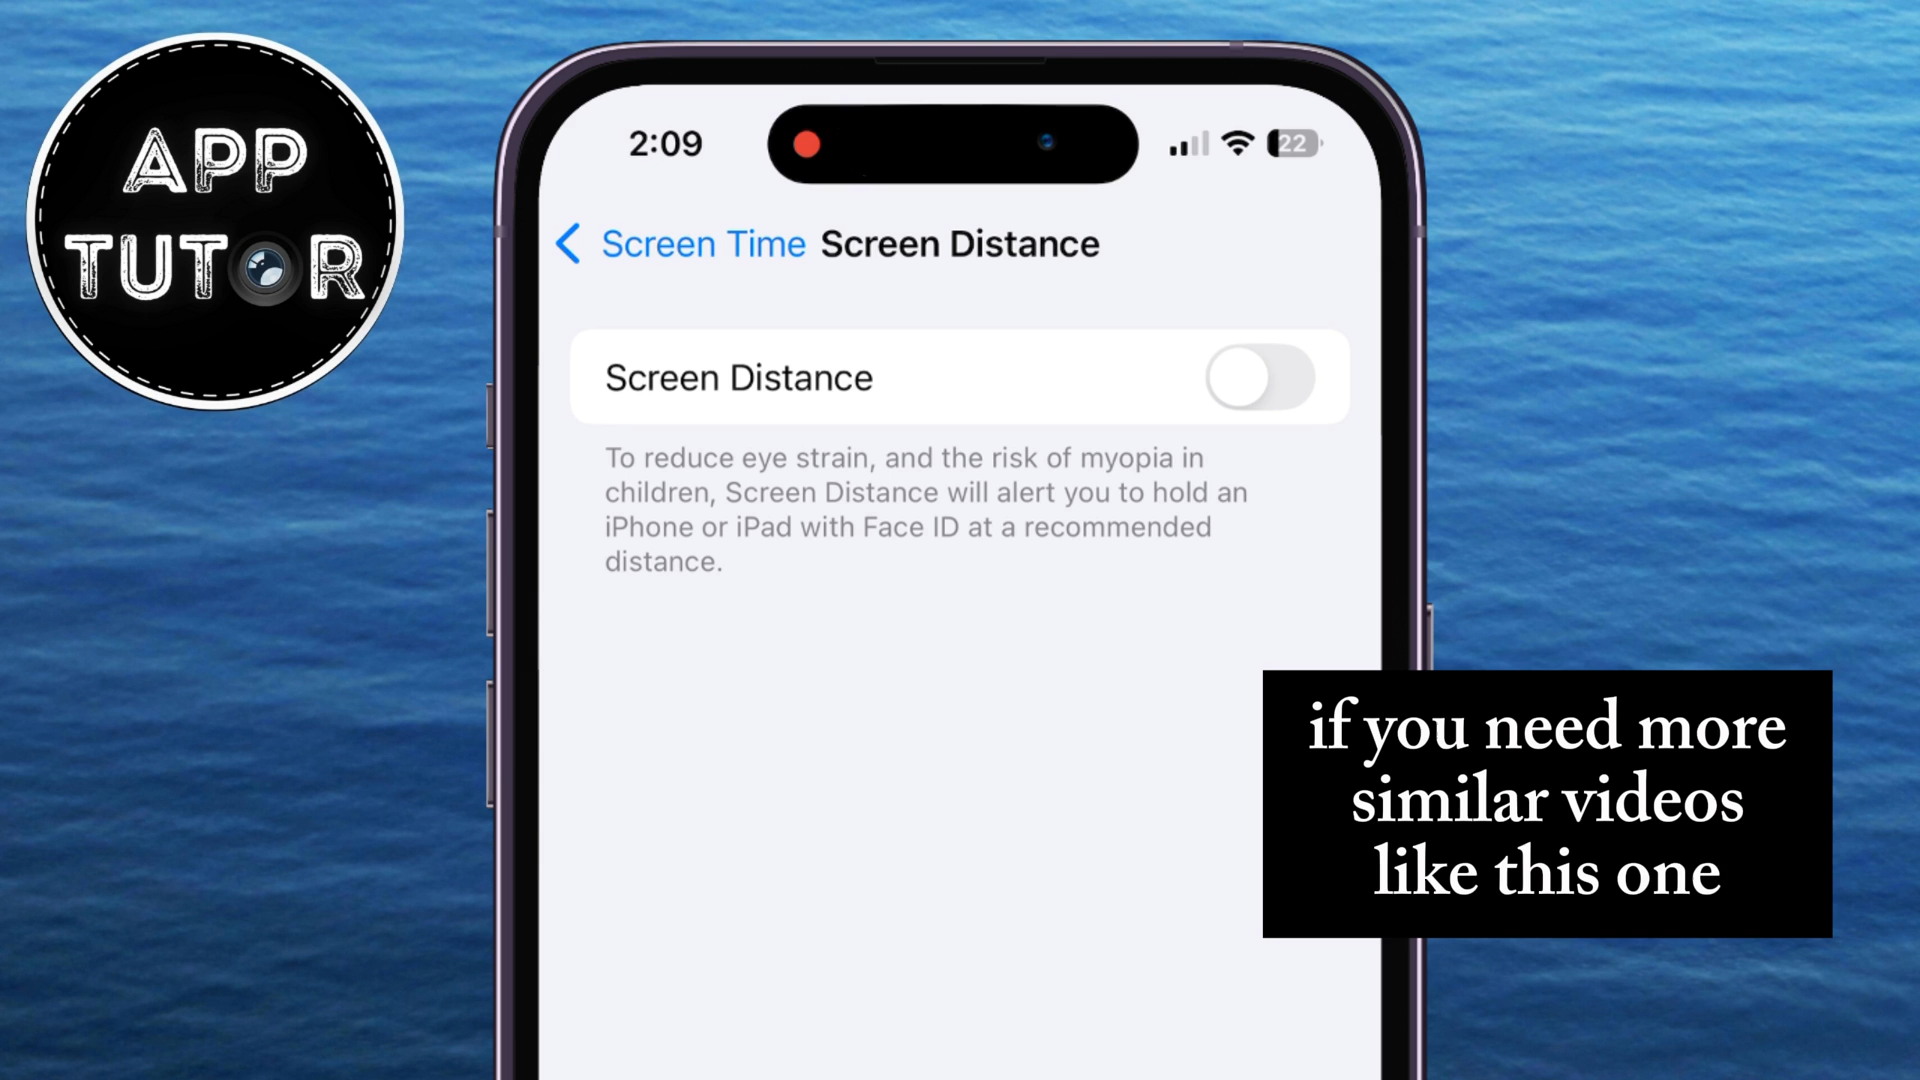 APP
TUTOR
2:09
22
Screen Time Screen Distance
Screen Distance
To reduce eye strain, and the risk of myopia in
children, Screen Distance will alert you to hold an
iPhone or iPad with Face ID at a recommended
distance.
if you need more
similar videos
like this one